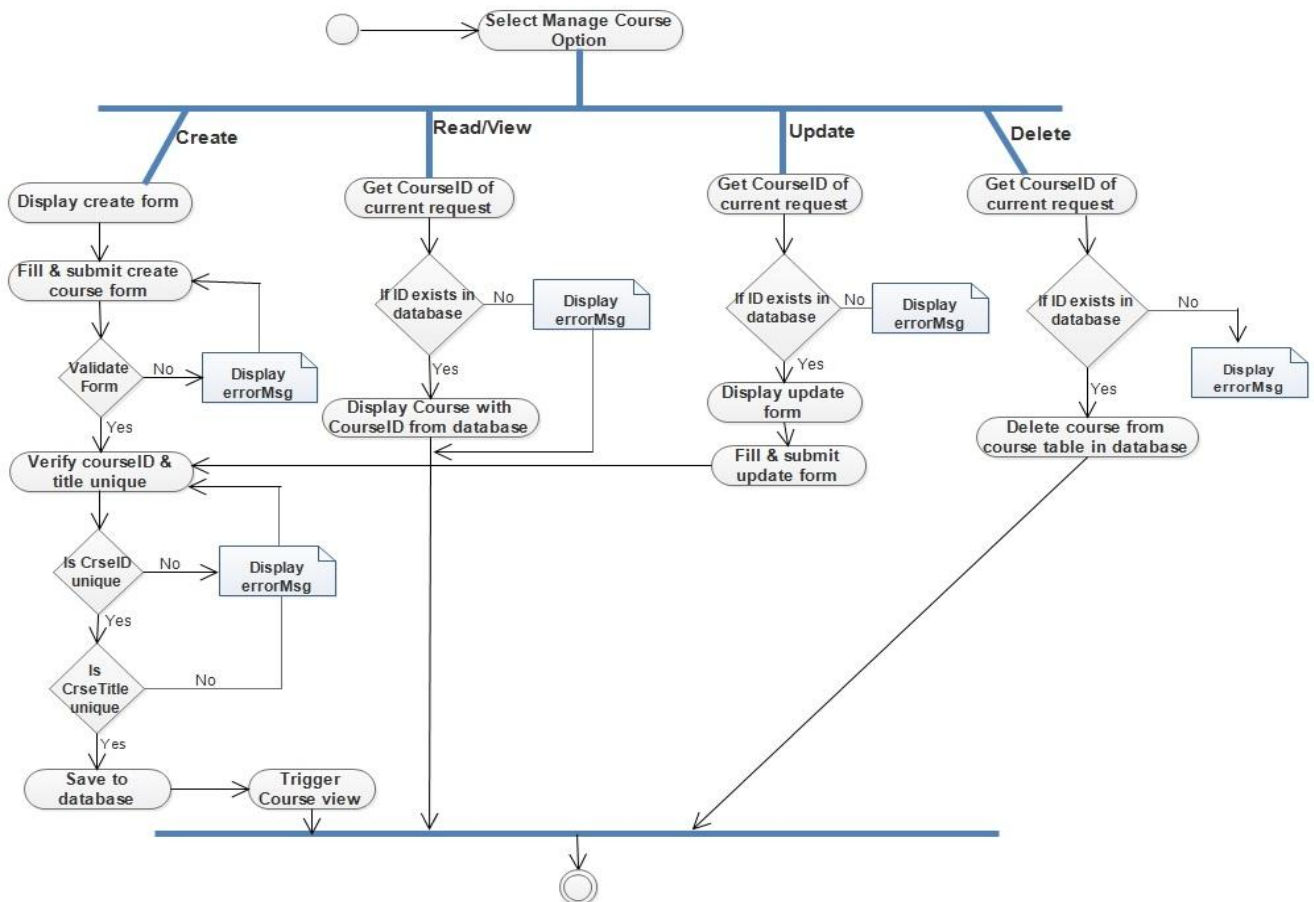 Select Manage Course
Option
Create
Read/View
Update
Delete
Display create form
Get CourseID of
current request
Get CourseID of
current request
Get CourseID of
current request
Fill & submit create
course form
If ID exists in
database
No
Display
errorMsg
If ID exists in
database
No
Display
errorMsg
If ID exists in
database
No
Display
errorMsg
Validate
Form
No
Display
errorMsg
Yes
Yes
Yes
Display Course with
CourseID from database
Display update
form
Delete course from
course table in database
Yes
Verify courseID &
title unique
Fill & submit
update form
Is CrseID
unique
No
Display
errorMsg
Yes
Is
CrseTitle
unique
No
Yes
Save to
database
Trigger
Course view